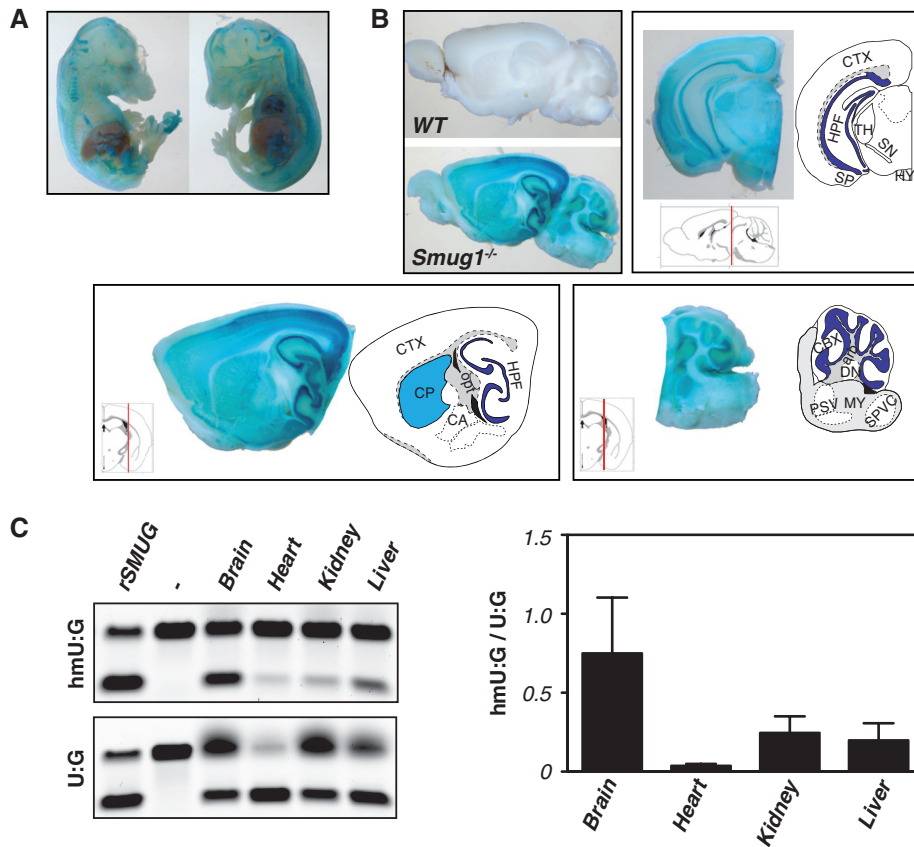 A
B
WT
Smug1-/-
CTX
HPF
TH
SN
SP
CTX
CP
opt
HPF
CA
CBX
arb
DN
PSV
MY
SPVC
C
rSMUG
-
Brain
Heart
Kidney
Liver
hmU:G
U:G
hmU:G / U:G
1.5
1.0
0.5
0
Brain
Heart
Kidney
Liver